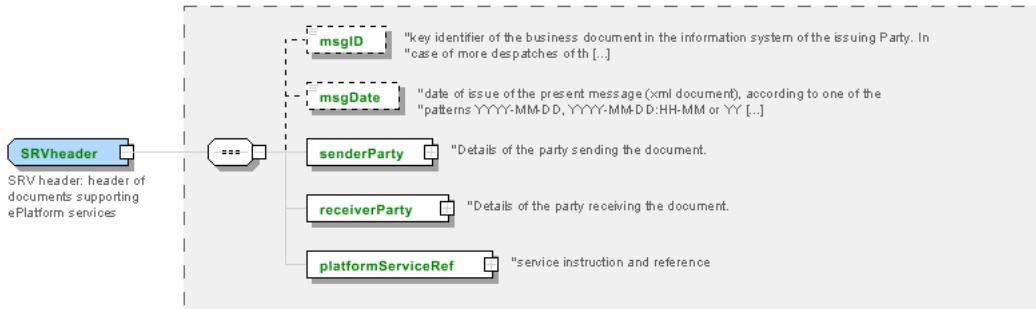 msgID
"key identifier of the business document in the information system of the issuing Party. In
"case of more despatches of th [...]
msgDate
"date of issue of the present message (xml document), according to one of the
"patterns YYYY-MM-DD, YYYY-MM-DD:HH-MM or YY [...]
SRVheader
SRV header: header of
documents supporting
ePlatform services
senderParty
"Details of the party sending the document.
receiverParty
"Details of the party receiving the document.
platformServiceRef
"service instruction and reference